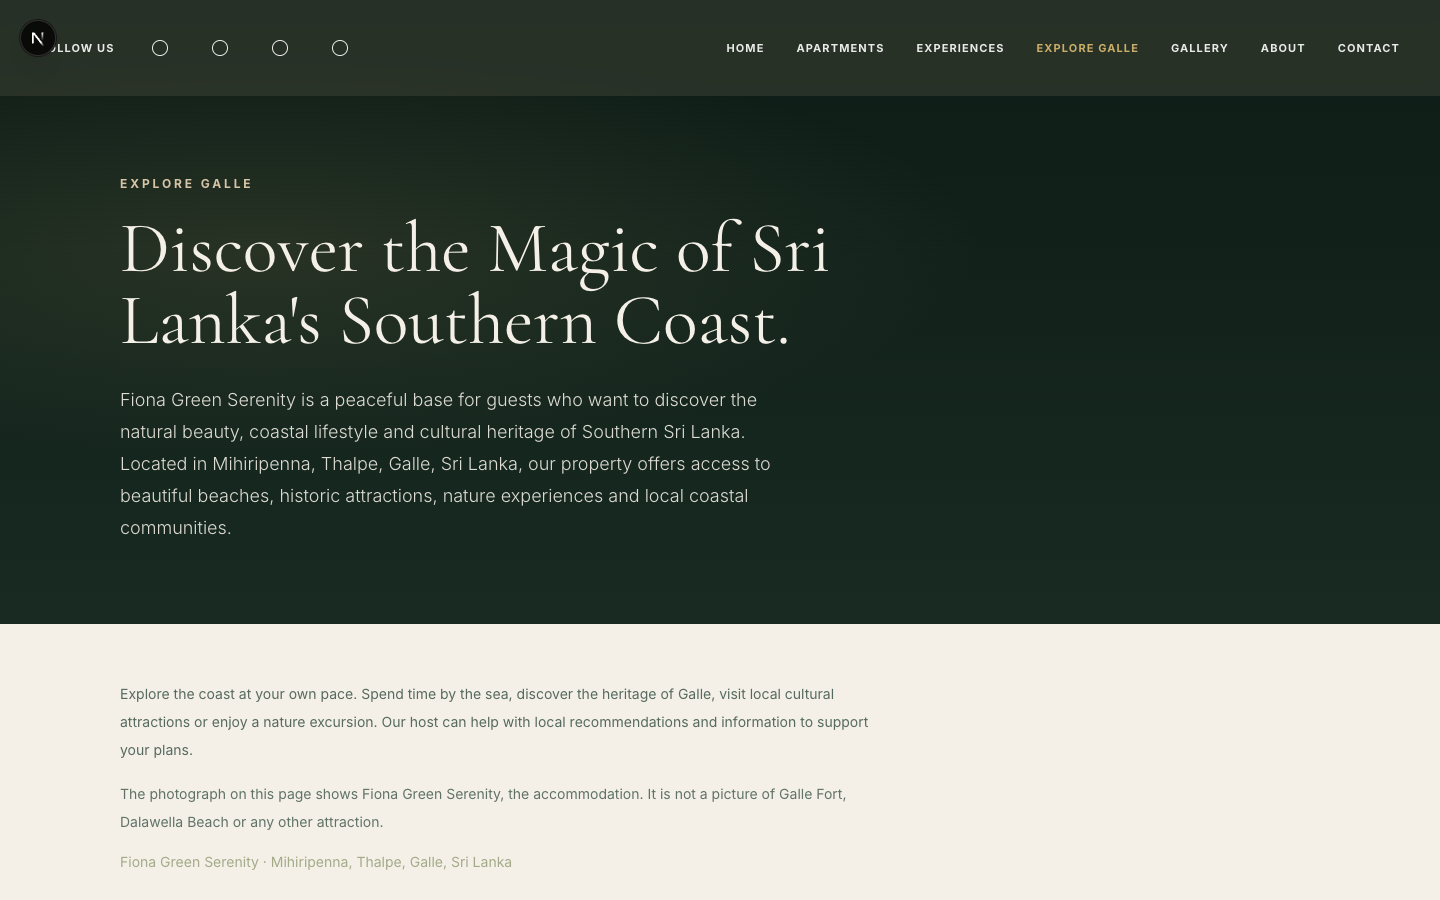 N
OLLOW US
HOME
APARTMENTS
EXPERIENCES
EXPLORE GALLE
GALLERY
ABOUT
CONTACT
EXPLORE GALLE
Discover the Magic of Sri
Lanka's Southern Coast.
Fiona Green Serenity is a peaceful base for guests who want to discover the
natural beauty, coastal lifestyle and cultural heritage of Southern Sri Lanka.
Located in Mihiripenna, Thalpe, Galle, Sri Lanka, our property offers access to
beautiful beaches, historic attractions, nature experiences and local coastal
communities.
Explore the coast at your own pace. Spend time by the sea, discover the heritage of Galle, visit local cultural
attractions or enjoy a nature excursion. Our host can help with local recommendations and information to support
your plans.
The photograph on this page shows Fiona Green Serenity, the accommodation. It is not a picture of Galle Fort,
Dalawella Beach or any other attraction.
Fiona Green Serenity · Mihiripenna, Thalpe, Galle, Sri Lanka